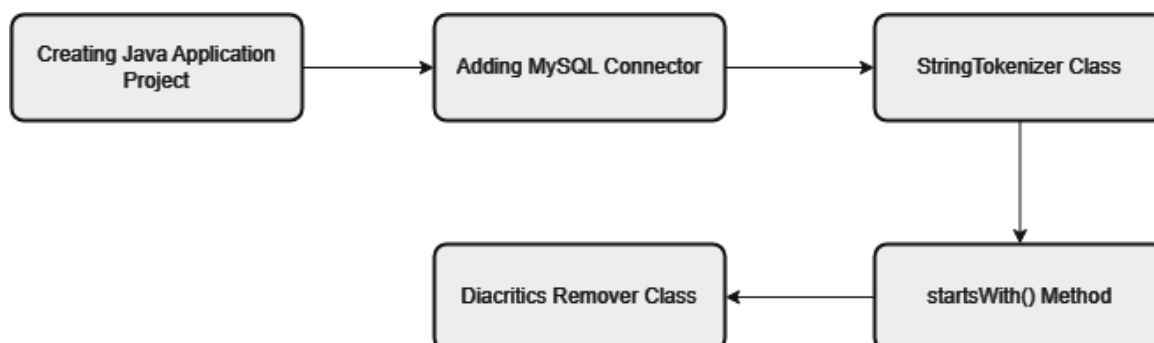 Creating Java Application
Project
Adding MySQL Connector
StringTokenizer Class
startsWith() Method
Diacritics Remover Class